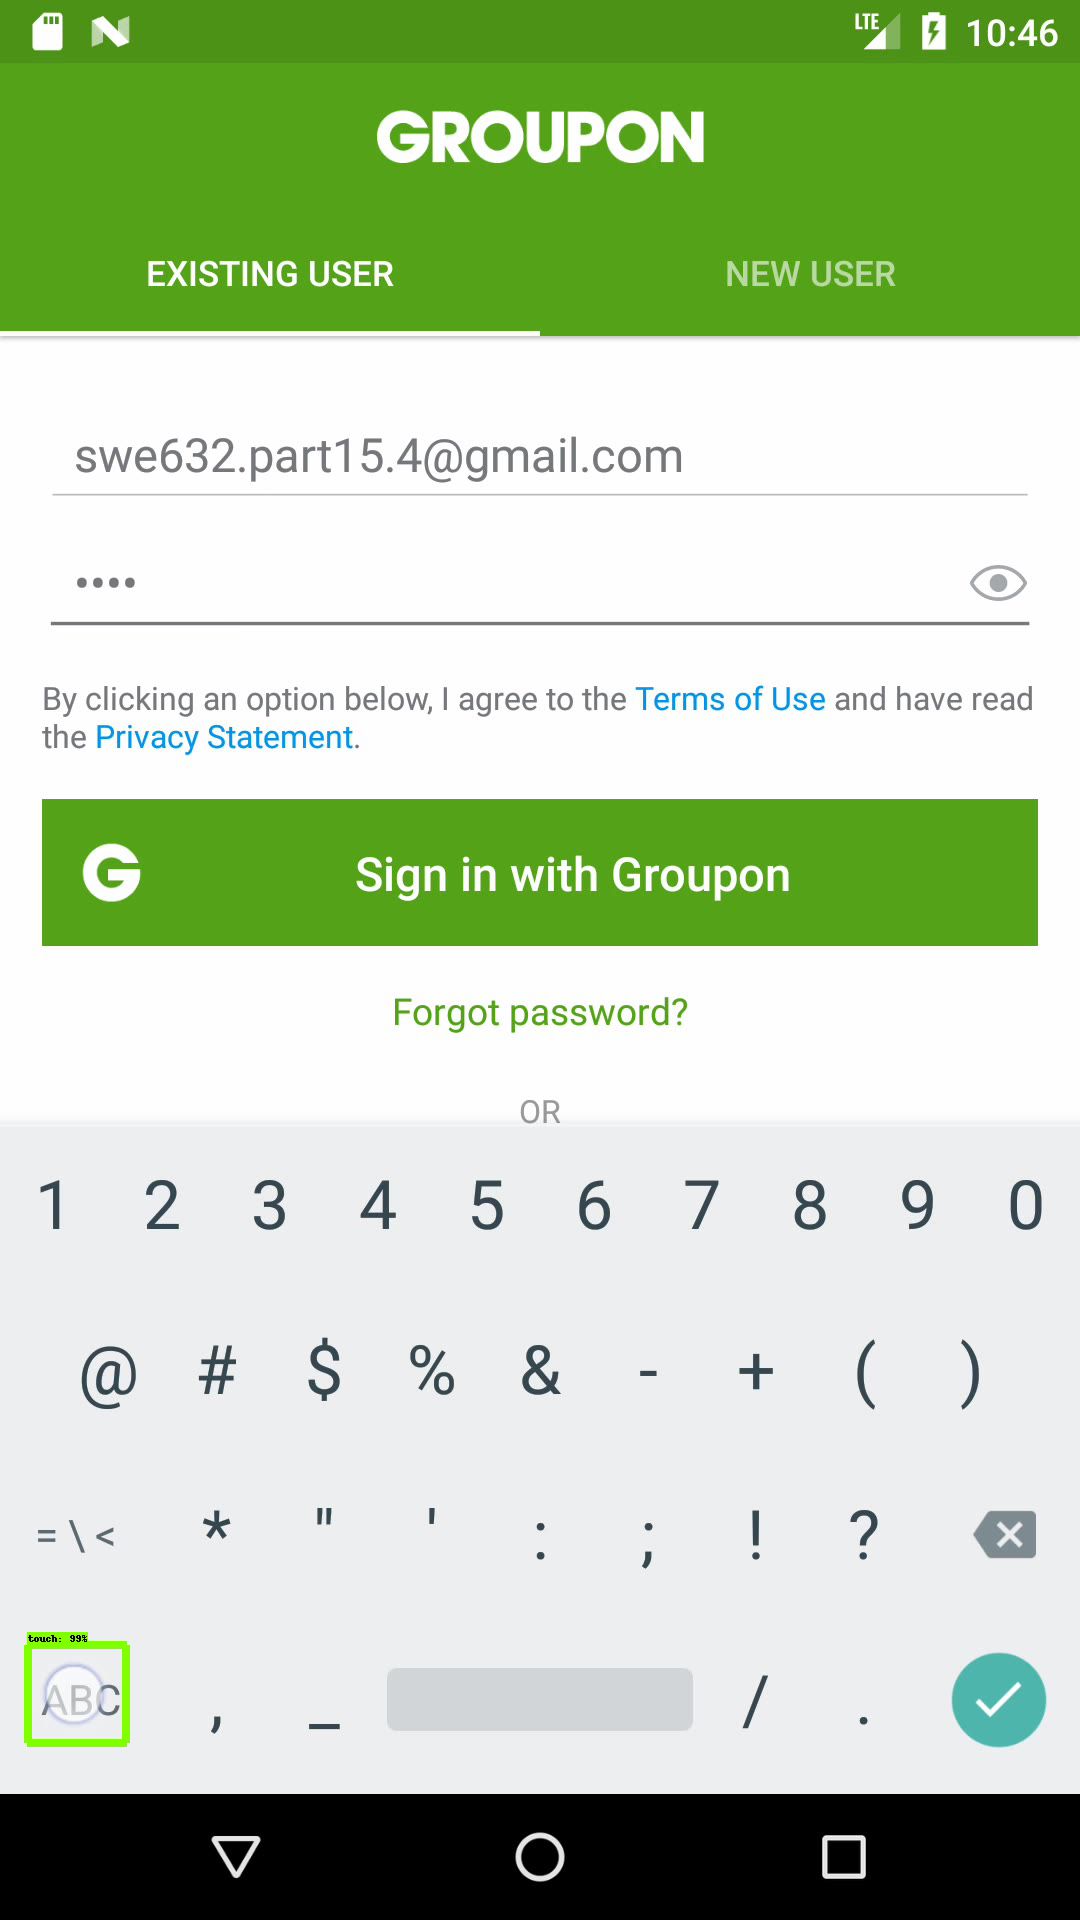 LTE 10:46
GROUPON
EXISTING USER NEW USER
swe632.part15.4@gmail.com
••••
By clicking an option below, I agree to the Terms of Use and have read
the Privacy Statement.
G Sign in with Groupon
Forgot password?
OR
1 2 3 4 5 6 7 8 9 0
@ # $ % & - + ( )
= \ < * " ' : ; ! ?
touch: 99%
ABC , _ / .